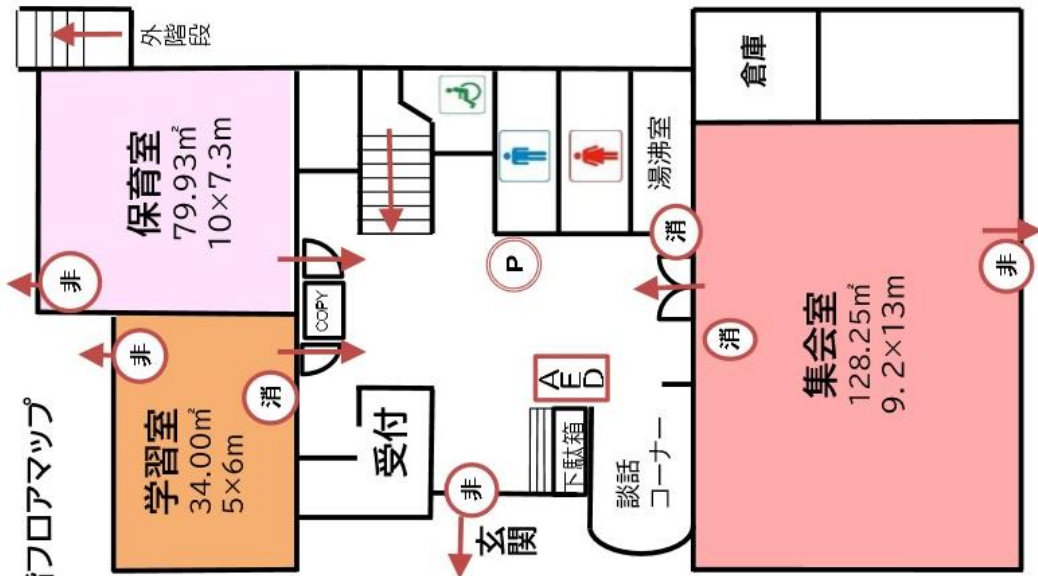 フロアマップ
外階段
保育室
79.93㎡
10×7.3m
非
学習室
34.00㎡
5×6m
非
消
COPY
受付
P
非
玄関
下駄箱
AED
談話
コーナー
湯沸室
消
消
倉庫
集会室
128.25㎡
9.2×13m
非